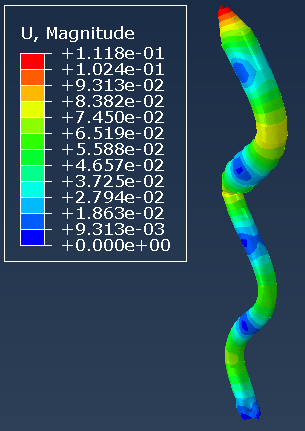 U, Magnitude
+1.118e-01
+1.024e-01
+9.313e-02
+8.382e-02
+7.450e-02
+6.519e-02
+5.588e-02
+4.657e-02
+3.725e-02
+2.794e-02
+1.863e-02
+9.313e-03
+0.000e+00